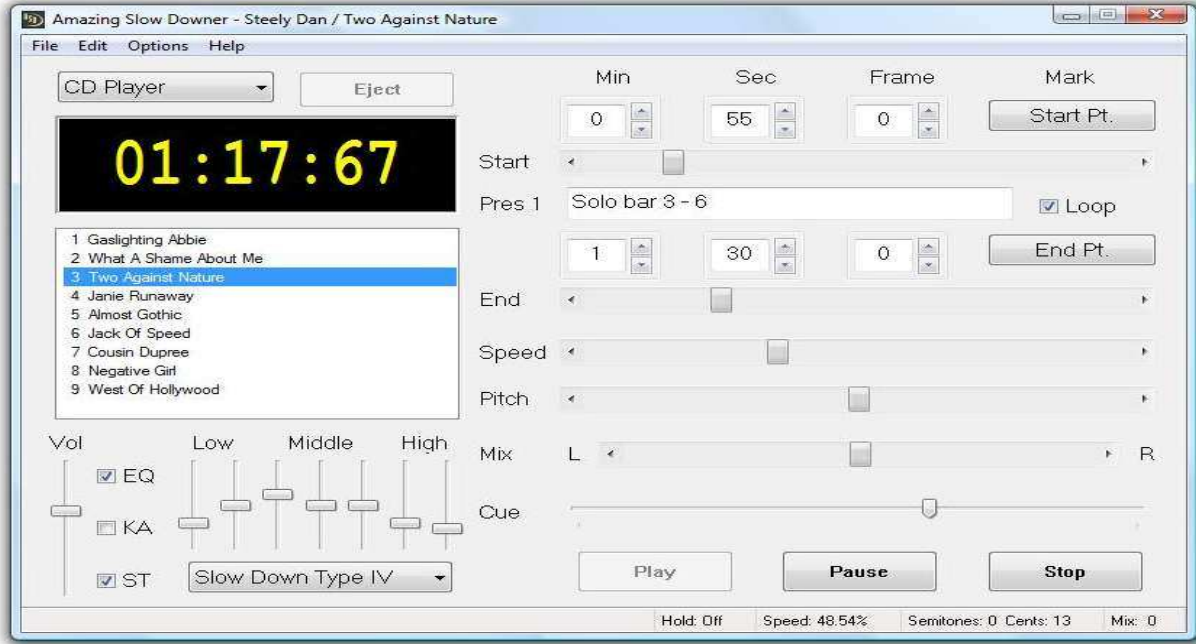 Amazing Slow Downer - Steely Dan / Two Against Nature
File Edit Options Help
CD Player
Eject
01:17:67
1 Gaslighting Abbie
2 What A Shame About Me
3 Two Against Nature
4 Janie Runaway
5 Almost Gothic
6 Jack Of Speed
7 Cousin Dupree
8 Negative Girl
9 West Of Hollywood
Vol Low Middle High
EQ
KA
ST
Slow Down Type IV
Min Sec Frame Mark
0 55 0 Start Pt.
Start
Pres 1 Solo bar 3 - 6 Loop
1 30 0 End Pt.
End
Speed
Pitch
Mix L R
Cue
Play Pause Stop
Hold: Off Speed: 48.54% Semitones: 0 Cents: 13 Mix: 0